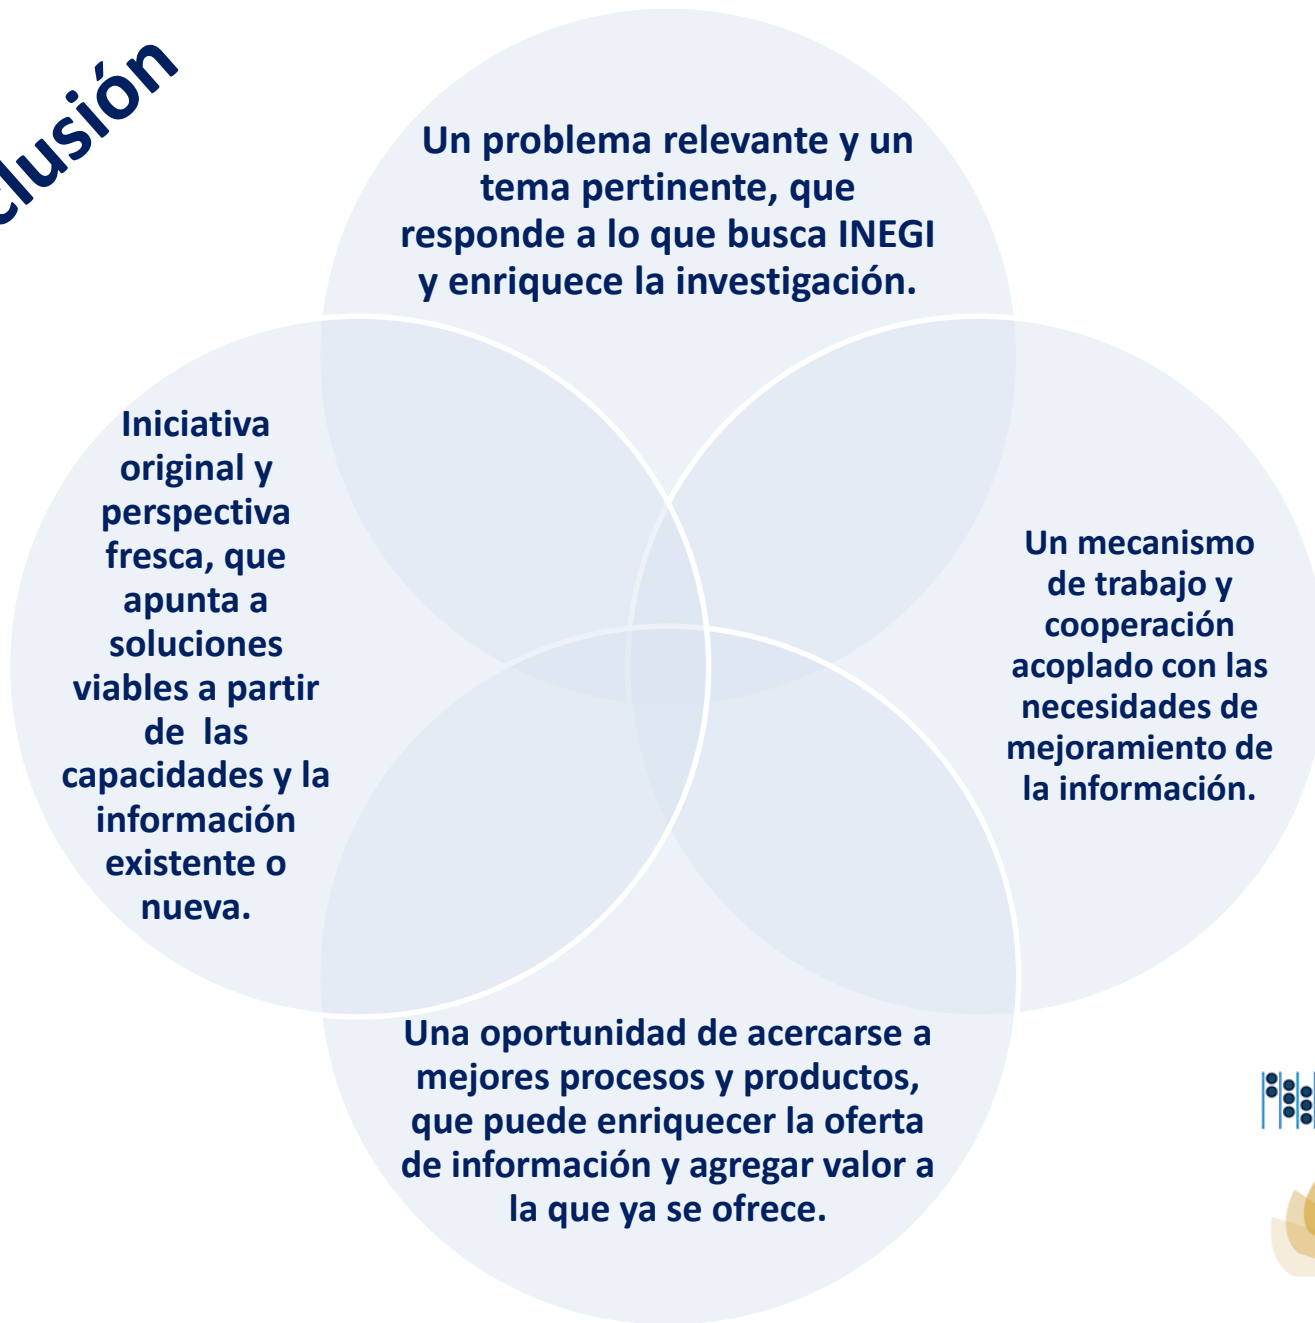 clusión
Un problema relevante y un
tema pertinente, que
responde a lo que busca INEGI
y enriquece la investigación.
Iniciativa
original y
perspectiva
fresca, que
apunta a
soluciones
viables a partir
de  las
capacidades y la
información
existente o
nueva.
Un mecanismo
de trabajo y
cooperación
acoplado con las
necesidades de
mejoramiento de
la información.
Una oportunidad de acercarse a
mejores procesos y productos,
que puede enriquecer la oferta
de información y agregar valor a
la que ya se ofrece.